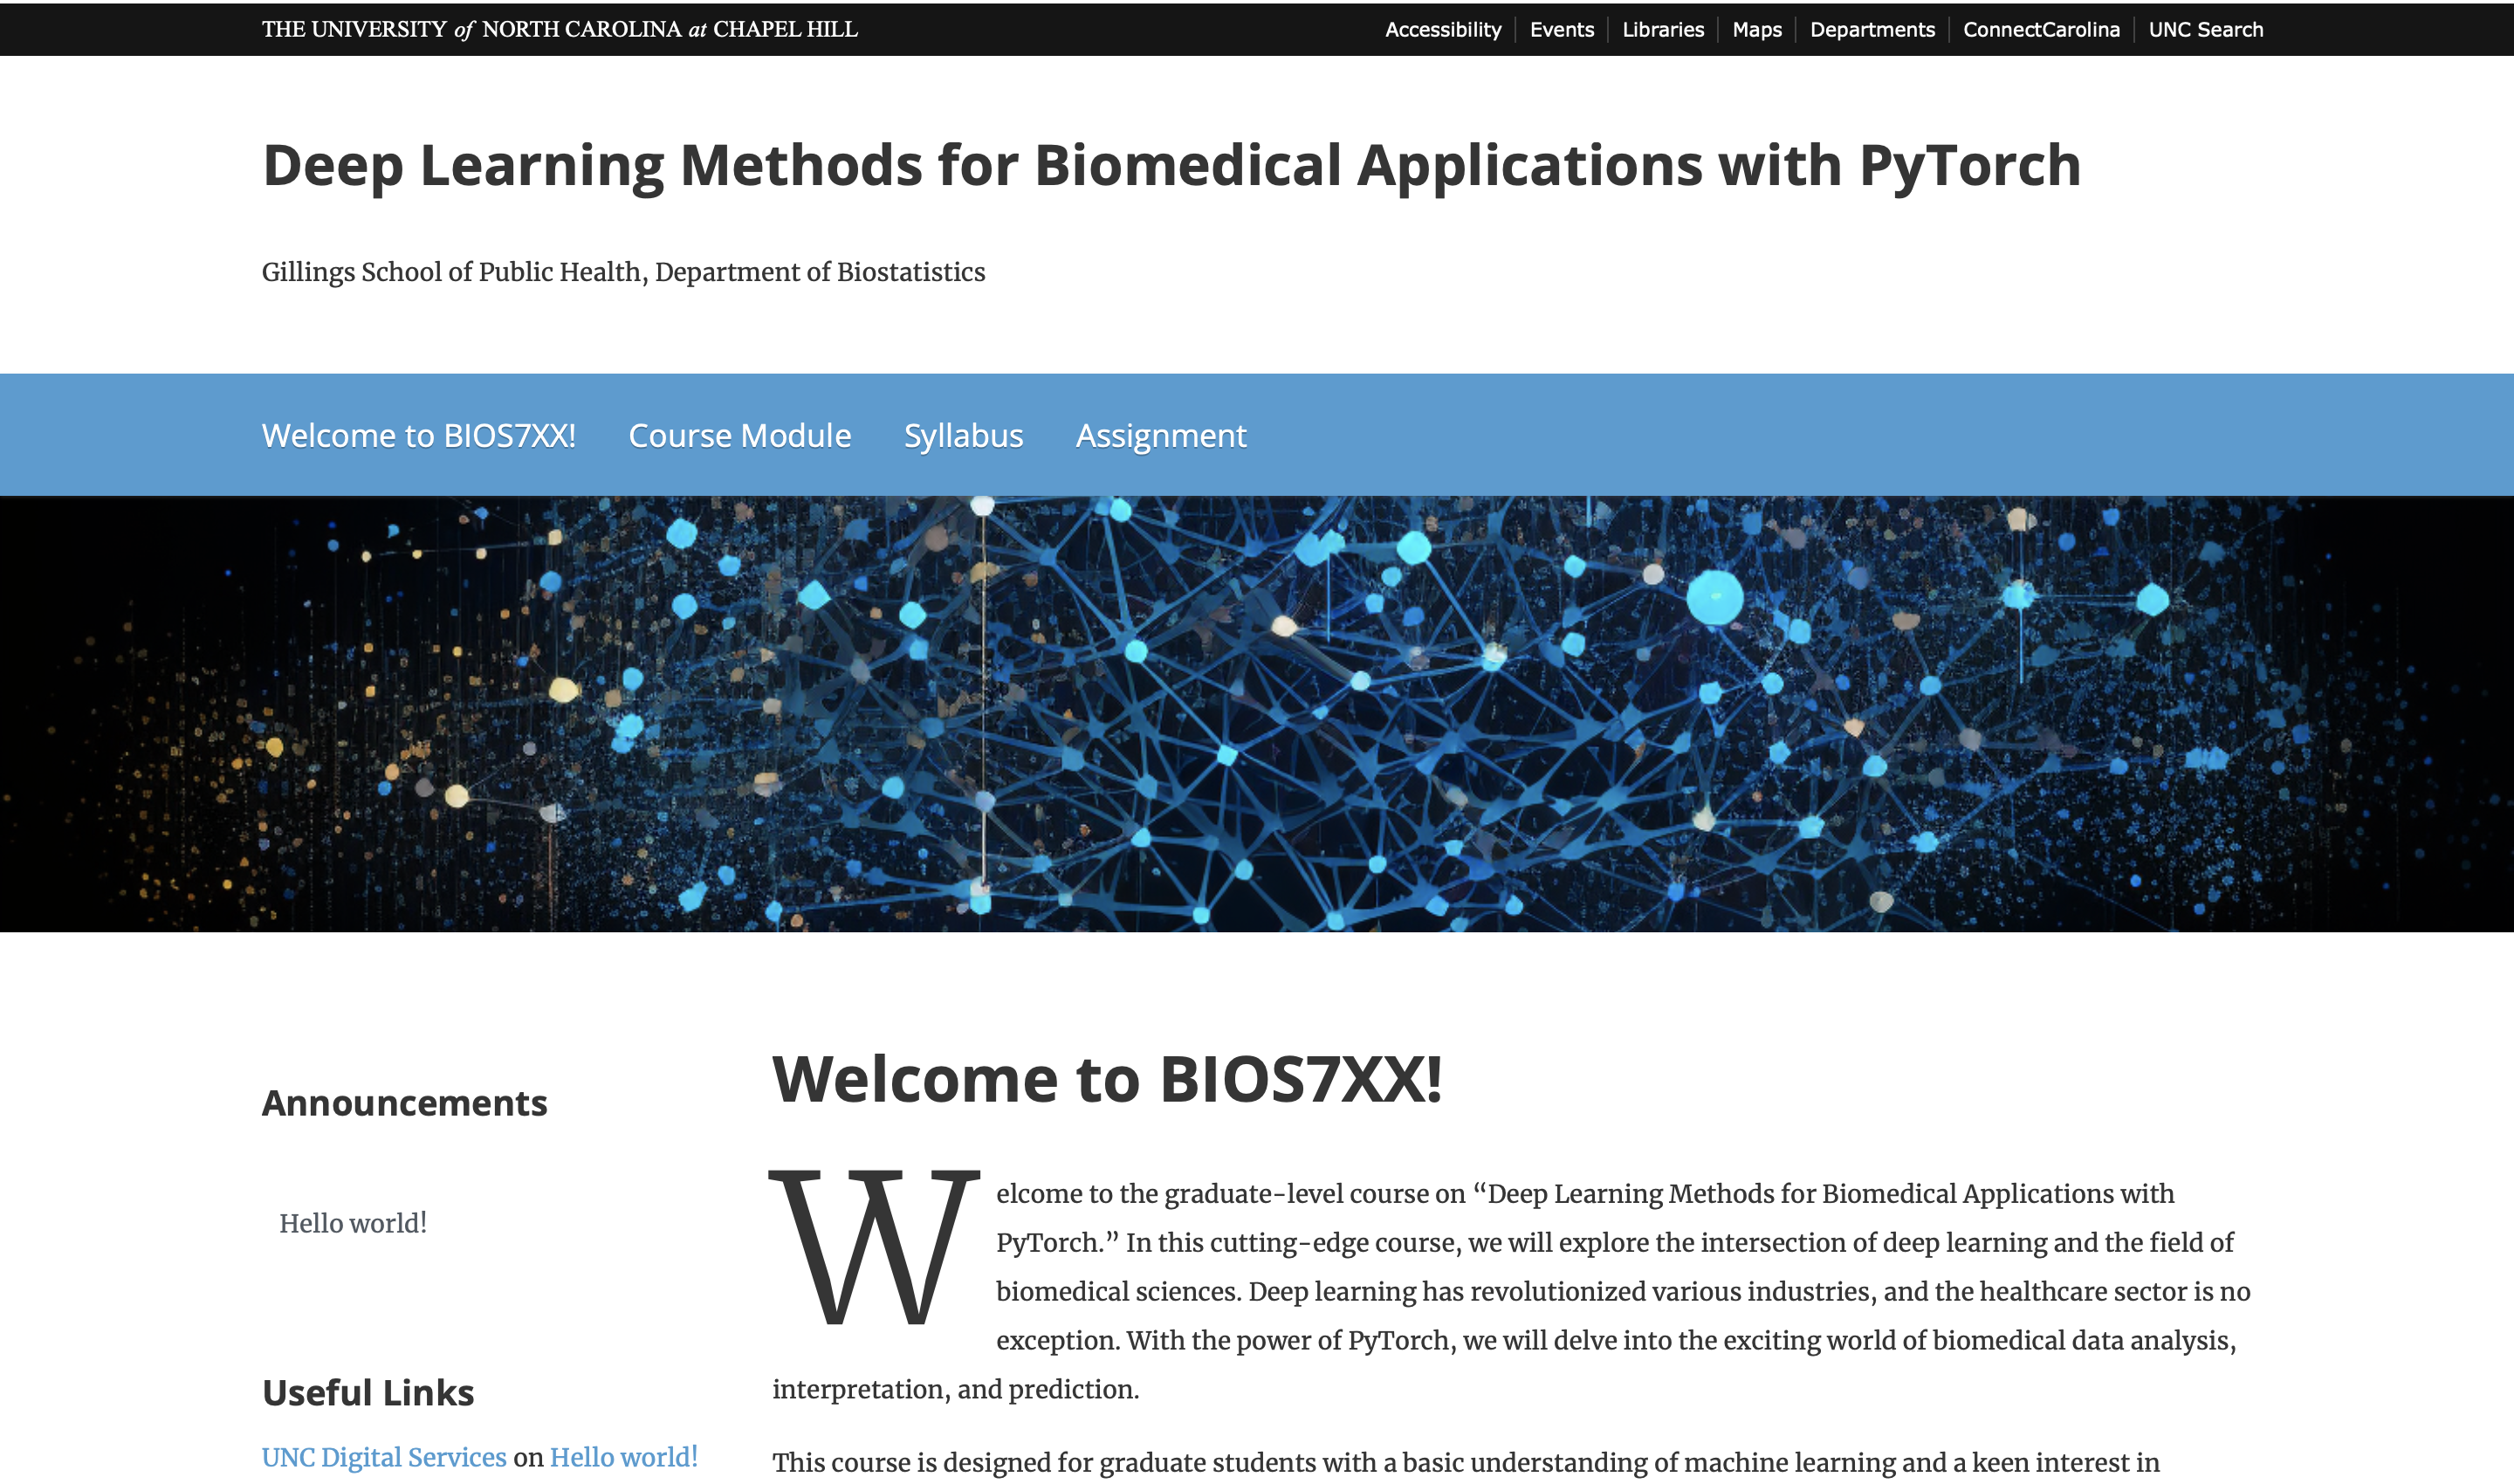 THE UNIVERSITY of NORTH CAROLINA at CHAPEL HILL
Accessibility
Events
Libraries
Maps
Departments
ConnectCarolina
UNC Search
Deep Learning Methods for Biomedical Applications with PyTorch
Gillings School of Public Health, Department of Biostatistics
Welcome to BIOS7XX!
Course Module
Syllabus
Assignment
Announcements
Hello world!
Useful Links
UNC Digital Services on Hello world!
Welcome to BIOS7XX!
Welcome to the graduate-level course on “Deep Learning Methods for Biomedical Applications with
PyTorch.” In this cutting-edge course, we will explore the intersection of deep learning and the field of
biomedical sciences. Deep learning has revolutionized various industries, and the healthcare sector is no
exception. With the power of PyTorch, we will delve into the exciting world of biomedical data analysis,
interpretation, and prediction.
This course is designed for graduate students with a basic understanding of machine learning and a keen interest in